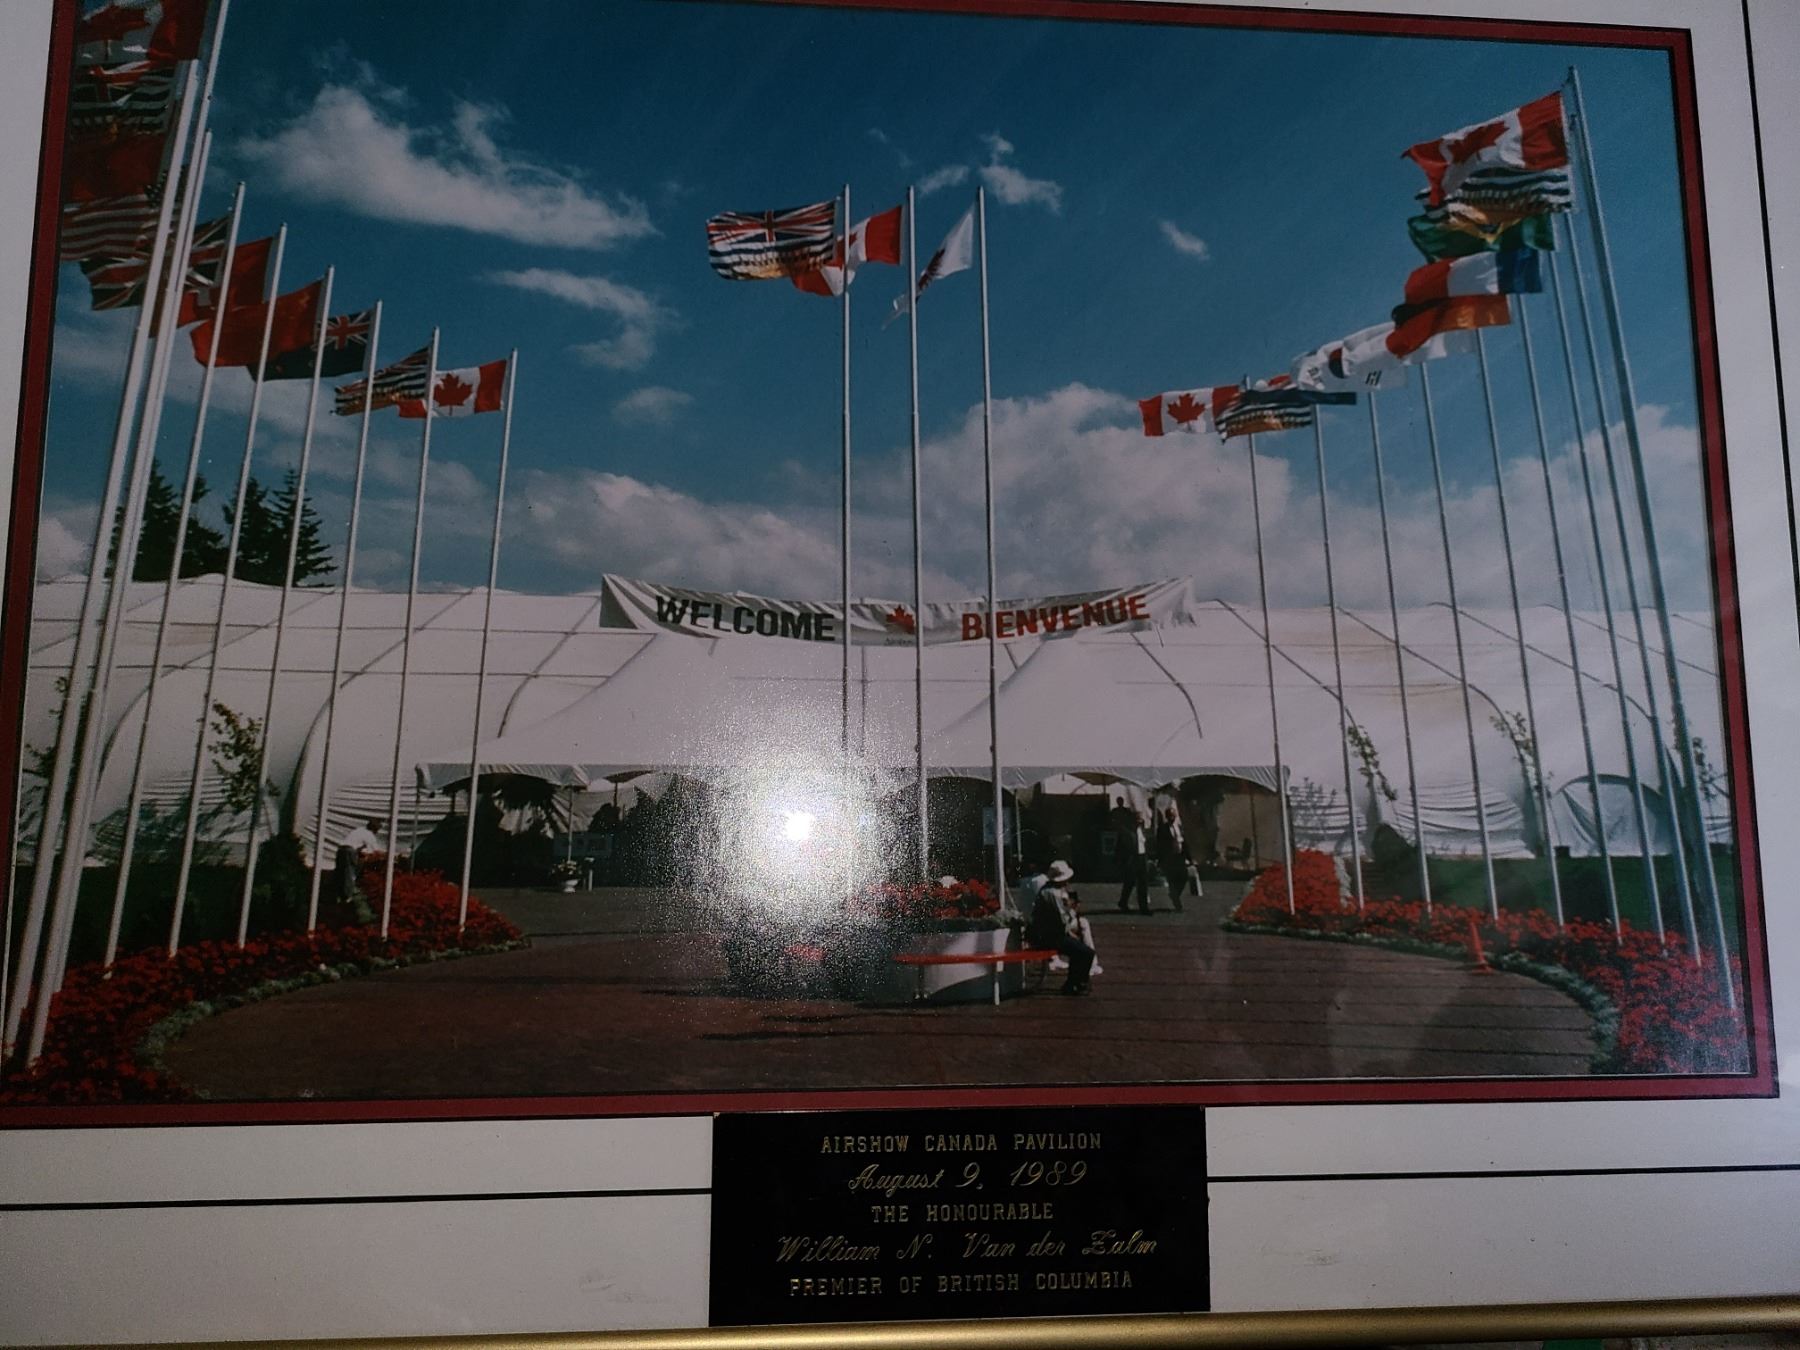 WELCOME BIENVENUE
AIRSHOW CANADA PAVILION
August 9, 1989
THE HONOURABLE
William N. Van der Zalm
PREMIER OF BRITISH COLUMBIA